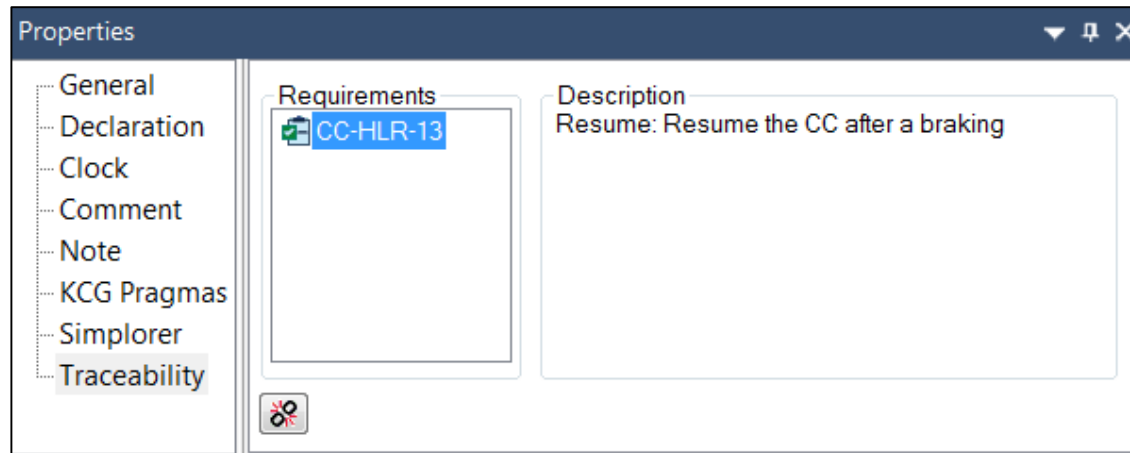 Properties
General
Declaration
Clock
Comment
Note
KCG Pragmas
Simplorer
Traceability
Requirements
CC-HLR-13
Description
Resume: Resume the CC after a braking